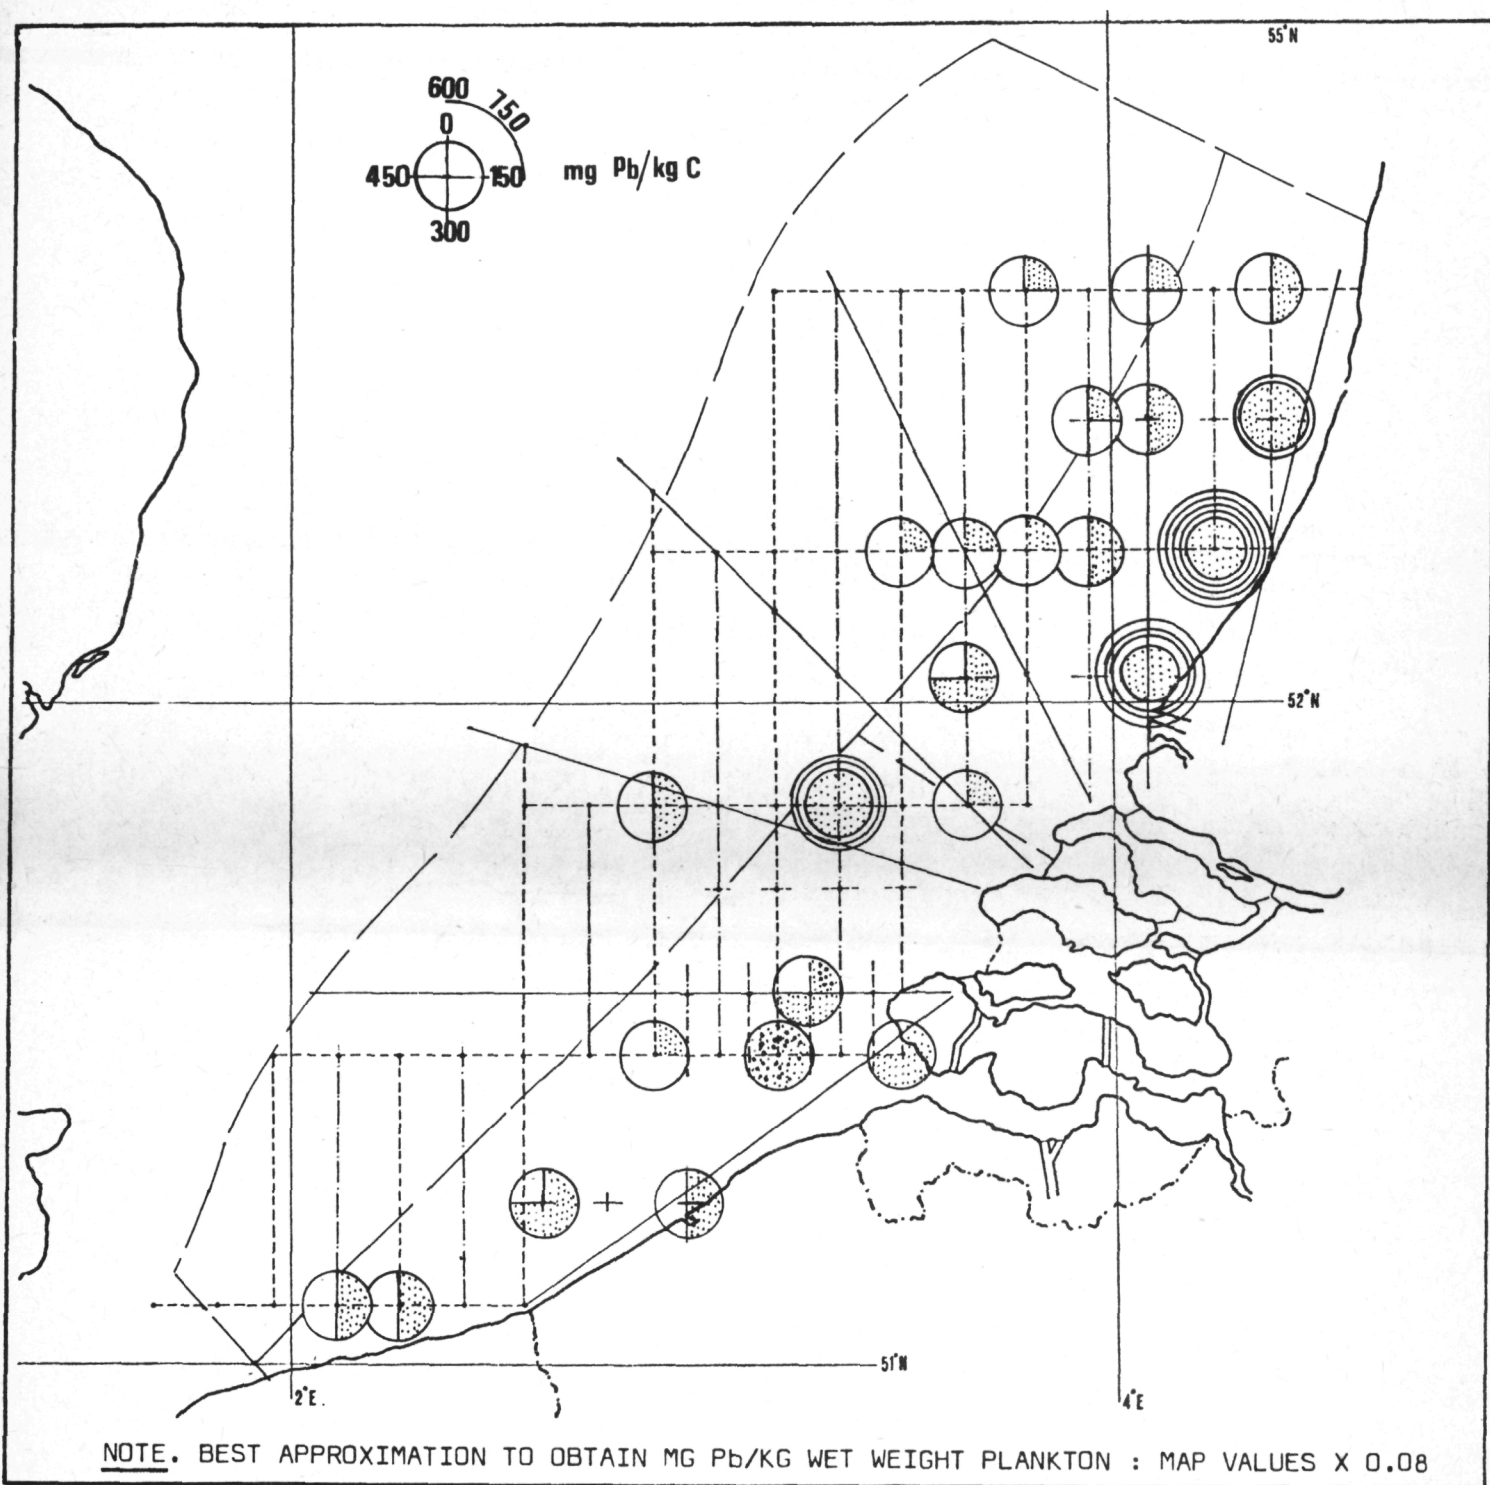 55°N
600
750
0
450
150
mg Pb/kg C
300
52°N
51°N
2°E.
4°E
NOTE. BEST APPROXIMATION TO OBTAIN MG Pb/KG WET WEIGHT PLANKTON : MAP VALUES X 0.08